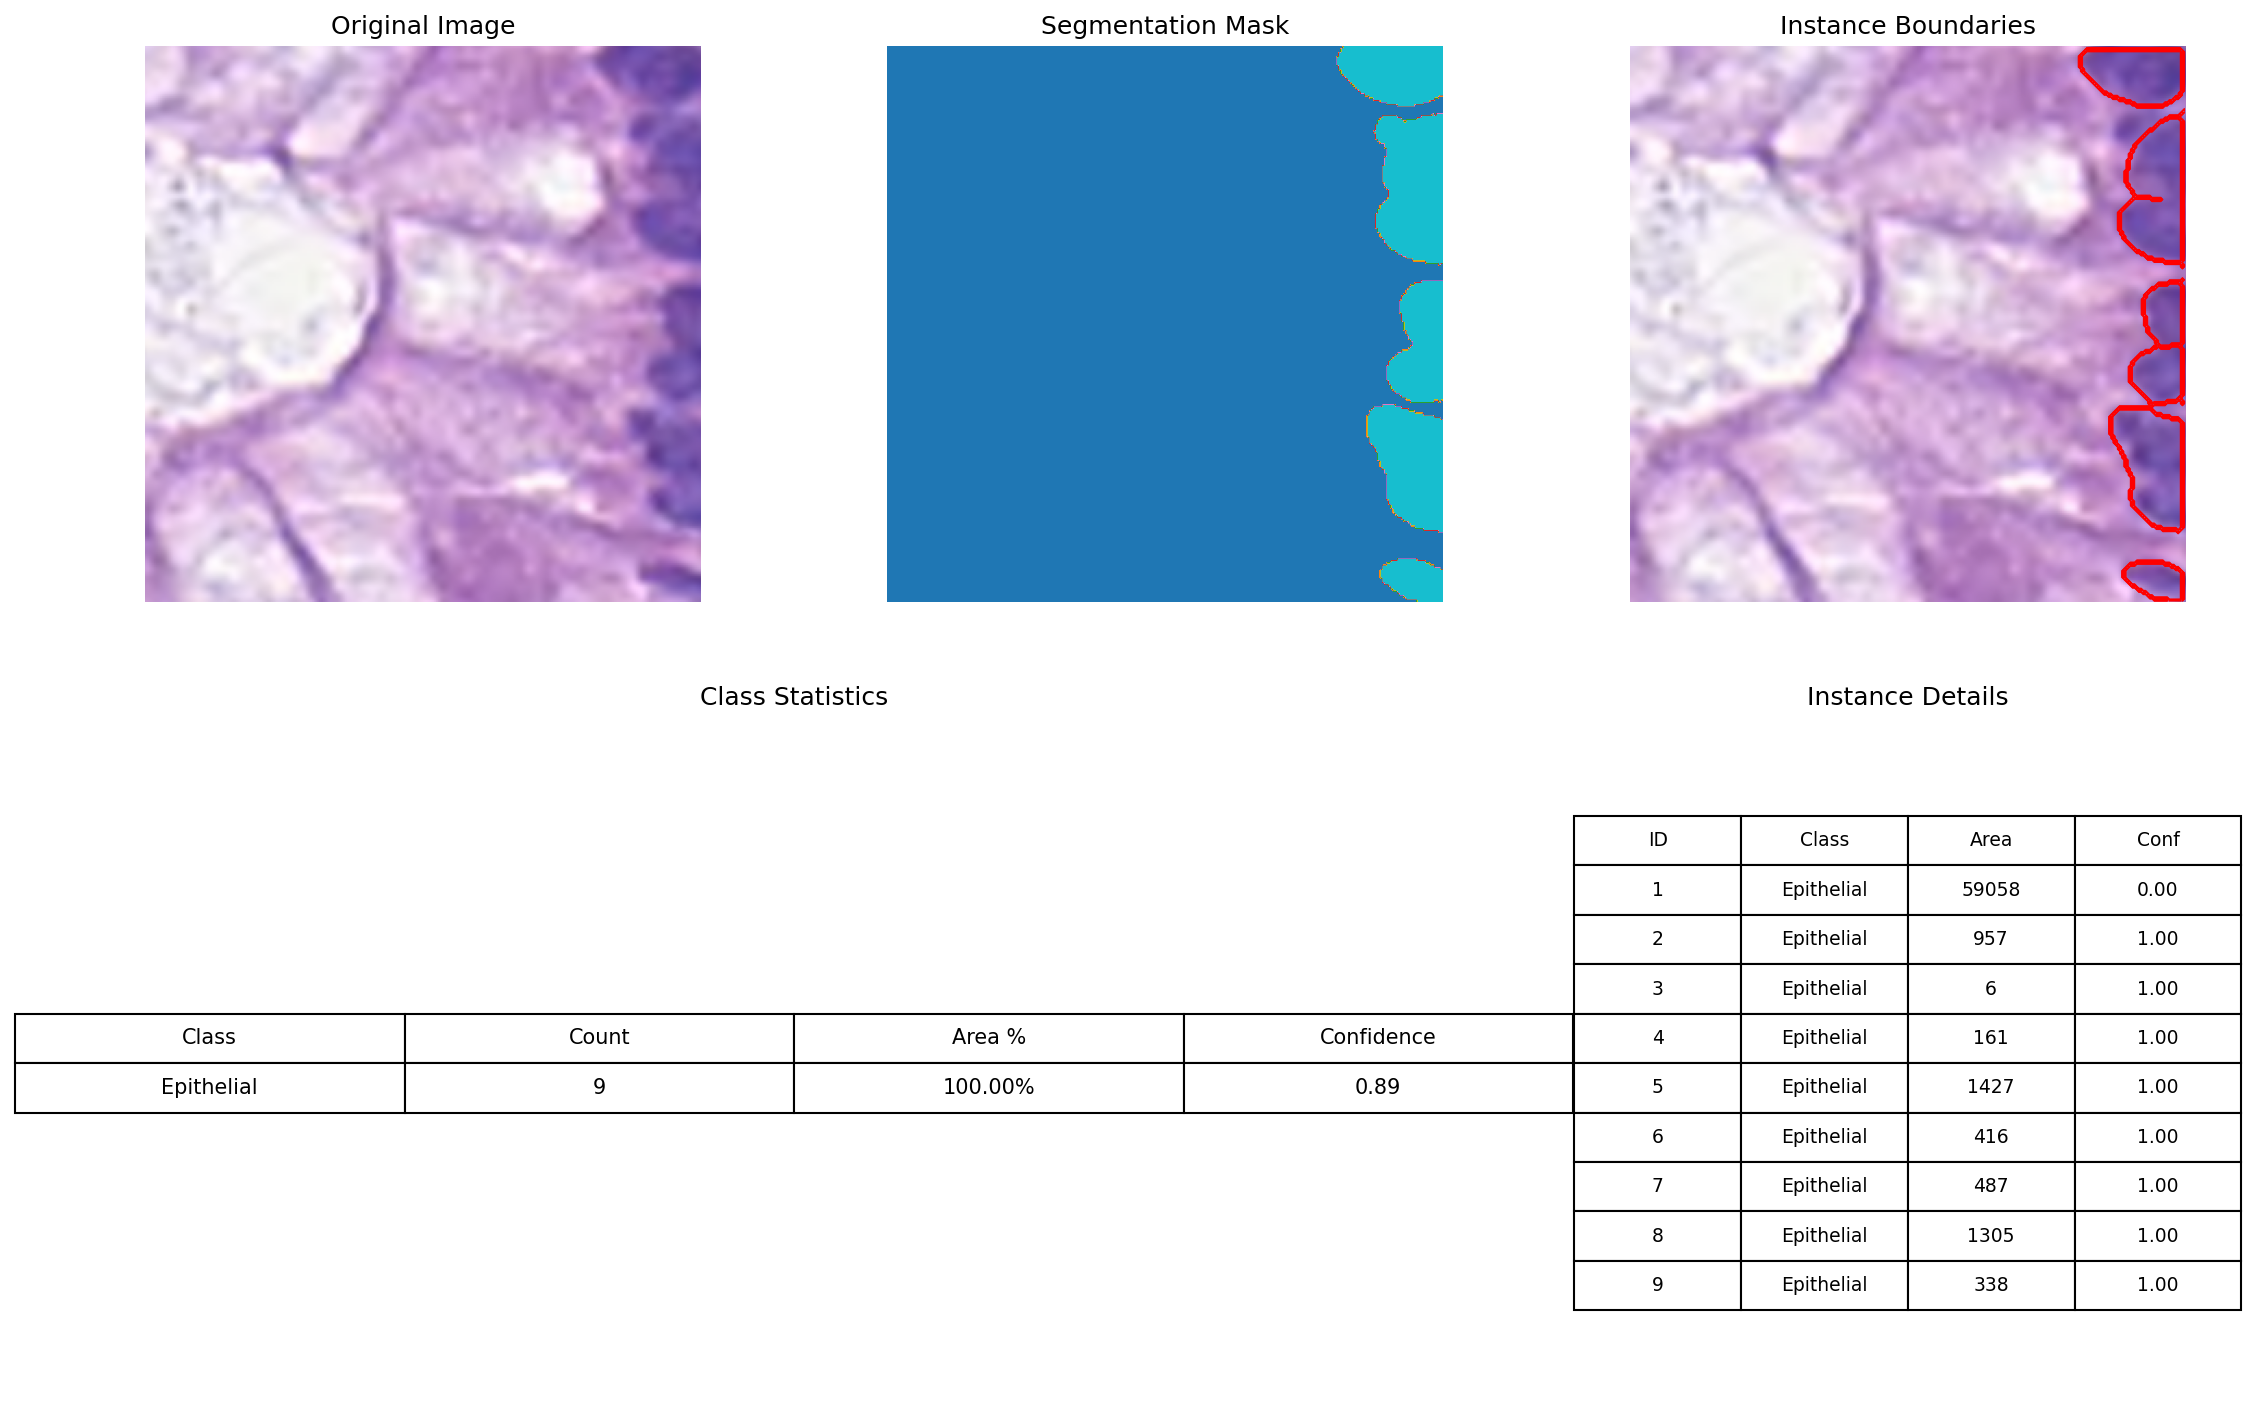 Original Image
Segmentation Mask
Instance Boundaries
Class Statistics
Class Count Area % Confidence
Epithelial 9 100.00% 0.89
Instance Details
ID Class Area Conf
1 Epithelial 59058 0.00
2 Epithelial 957 1.00
3 Epithelial 6 1.00
4 Epithelial 161 1.00
5 Epithelial 1427 1.00
6 Epithelial 416 1.00
7 Epithelial 487 1.00
8 Epithelial 1305 1.00
9 Epithelial 338 1.00